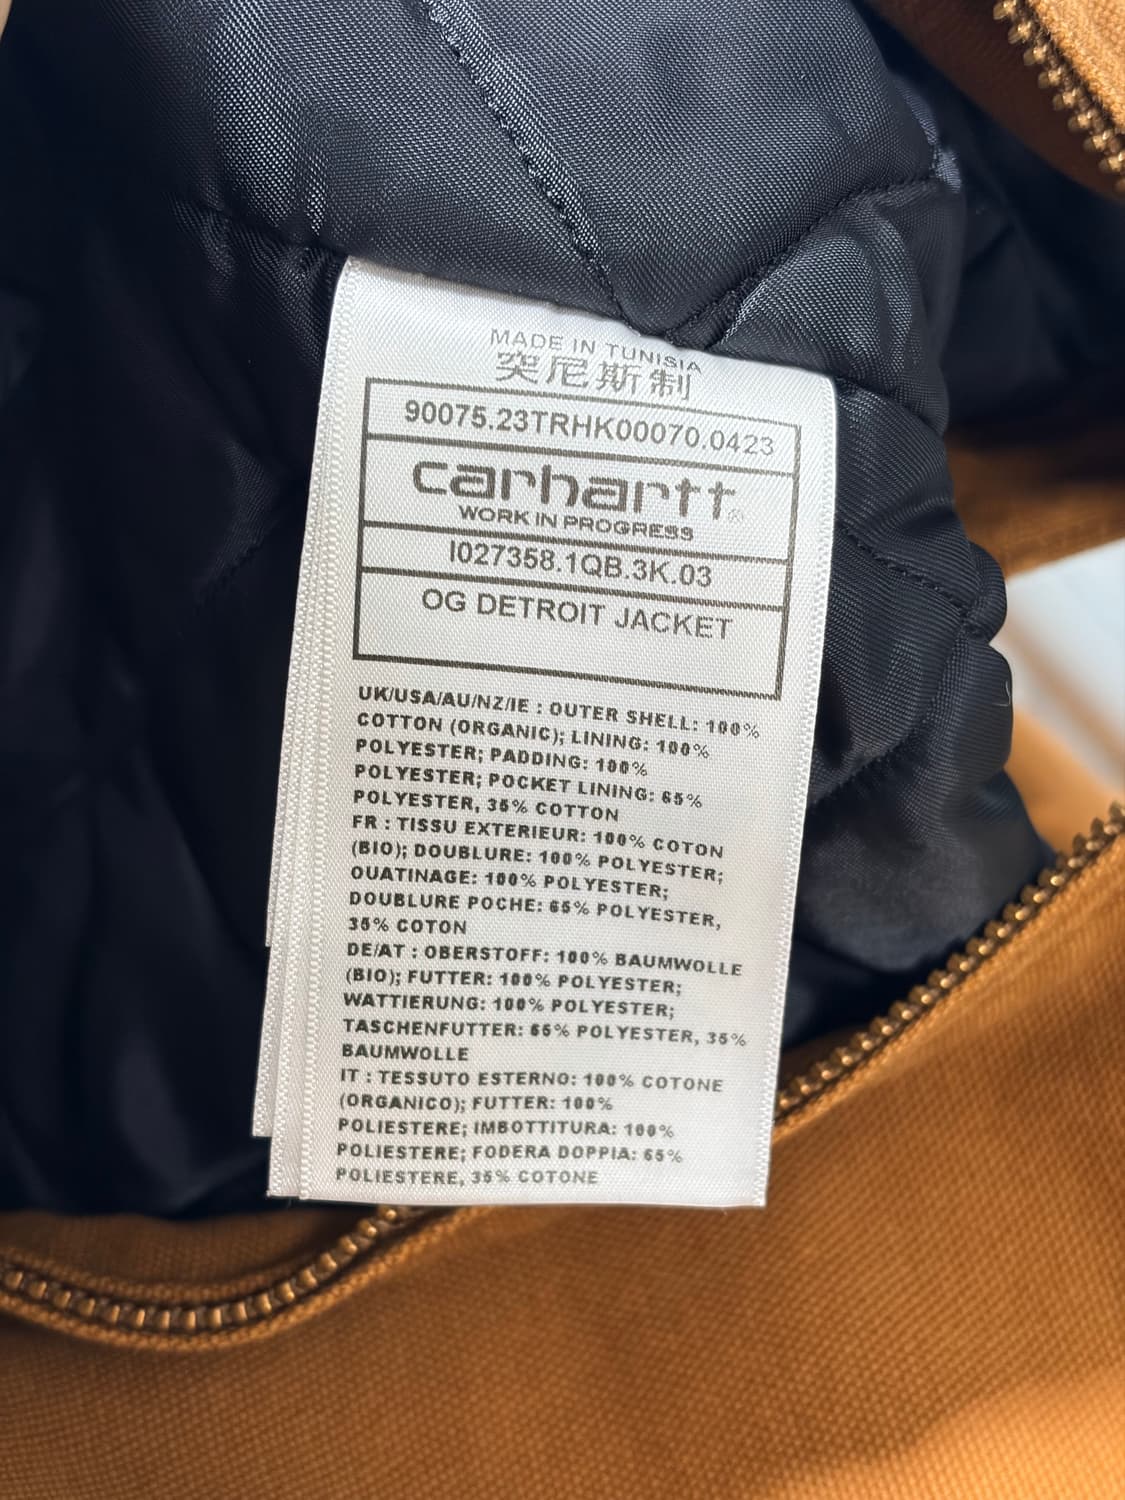 MADE IN TUNISIA
突尼斯制
90075.23TRHK00070.0423
carhartt®
WORK IN PROGRESS
I027358.1QB.3K.03
OG DETROIT JACKET
UK/USA/AU/NZ/IE : OUTER SHELL: 100%
COTTON (ORGANIC); LINING: 100%
POLYESTER; PADDING: 100%
POLYESTER; POCKET LINING: 65%
POLYESTER, 35% COTTON
FR : TISSU EXTERIEUR: 100% COTON
(BIO); DOUBLURE: 100% POLYESTER;
OUATINAGE: 100% POLYESTER;
DOUBLURE POCHE: 65% POLYESTER,
35% COTON
DE/AT : OBERSTOFF: 100% BAUMWOLLE
(BIO); FUTTER: 100% POLYESTER;
WATTIERUNG: 100% POLYESTER;
TASCHENFUTTER: 65% POLYESTER, 35%
BAUMWOLLE
IT : TESSUTO ESTERNO: 100% COTONE
(ORGANICO); FUTTER: 100%
POLIESTERE; IMBOTTITURA: 100%
POLIESTERE; FODERA DOPPIA: 65%
POLIESTERE, 35% COTONE